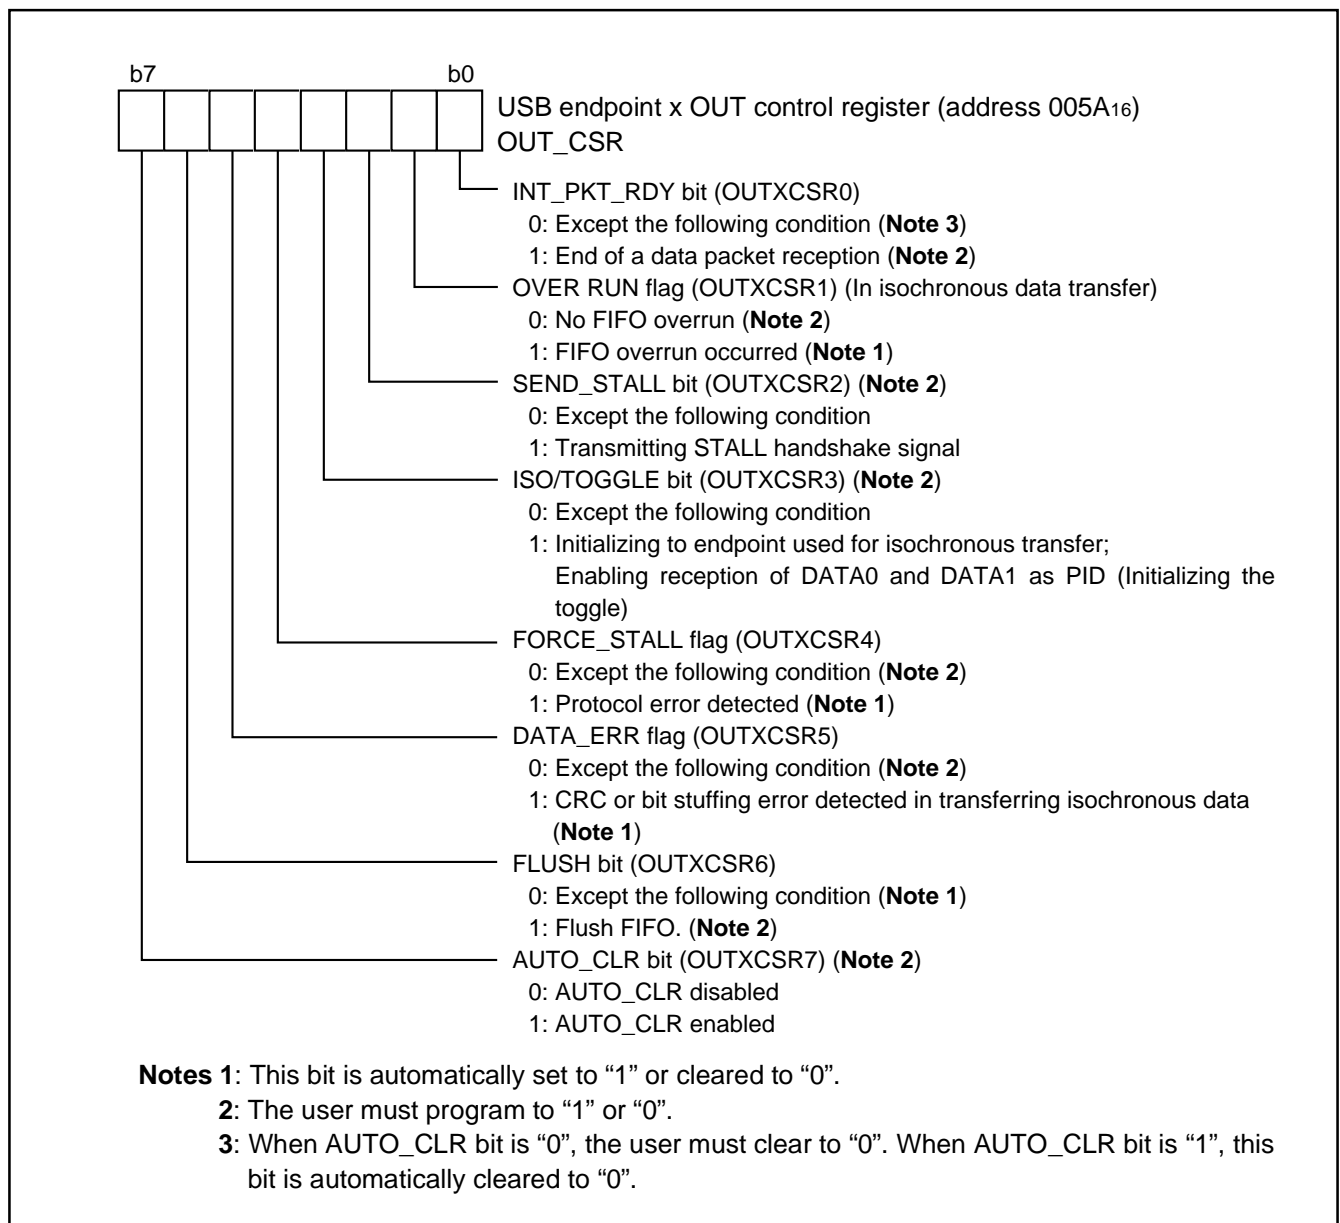 b7 b0
USB endpoint x OUT control register (address 005A16)
OUT_CSR
INT_PKT_RDY bit (OUTXCSR0)
0: Except the following condition (Note 3)
1: End of a data packet reception (Note 2)
OVER RUN flag (OUTXCSR1) (In isochronous data transfer)
0: No FIFO overrun (Note 2)
1: FIFO overrun occurred (Note 1)
SEND_STALL bit (OUTXCSR2) (Note 2)
0: Except the following condition
1: Transmitting STALL handshake signal
ISO/TOGGLE bit (OUTXCSR3) (Note 2)
0: Except the following condition
1: Initializing to endpoint used for isochronous transfer;
Enabling reception of DATA0 and DATA1 as PID (Initializing the
toggle)
FORCE_STALL flag (OUTXCSR4)
0: Except the following condition (Note 2)
1: Protocol error detected (Note 1)
DATA_ERR flag (OUTXCSR5)
0: Except the following condition (Note 2)
1: CRC or bit stuffing error detected in transferring isochronous data
(Note 1)
FLUSH bit (OUTXCSR6)
0: Except the following condition (Note 1)
1: Flush FIFO. (Note 2)
AUTO_CLR bit (OUTXCSR7) (Note 2)
0: AUTO_CLR disabled
1: AUTO_CLR enabled
Notes 1: This bit is automatically set to “1” or cleared to “0”.
2: The user must program to “1” or “0”.
3: When AUTO_CLR bit is “0”, the user must clear to “0”. When AUTO_CLR bit is “1”, this
bit is automatically cleared to “0”.